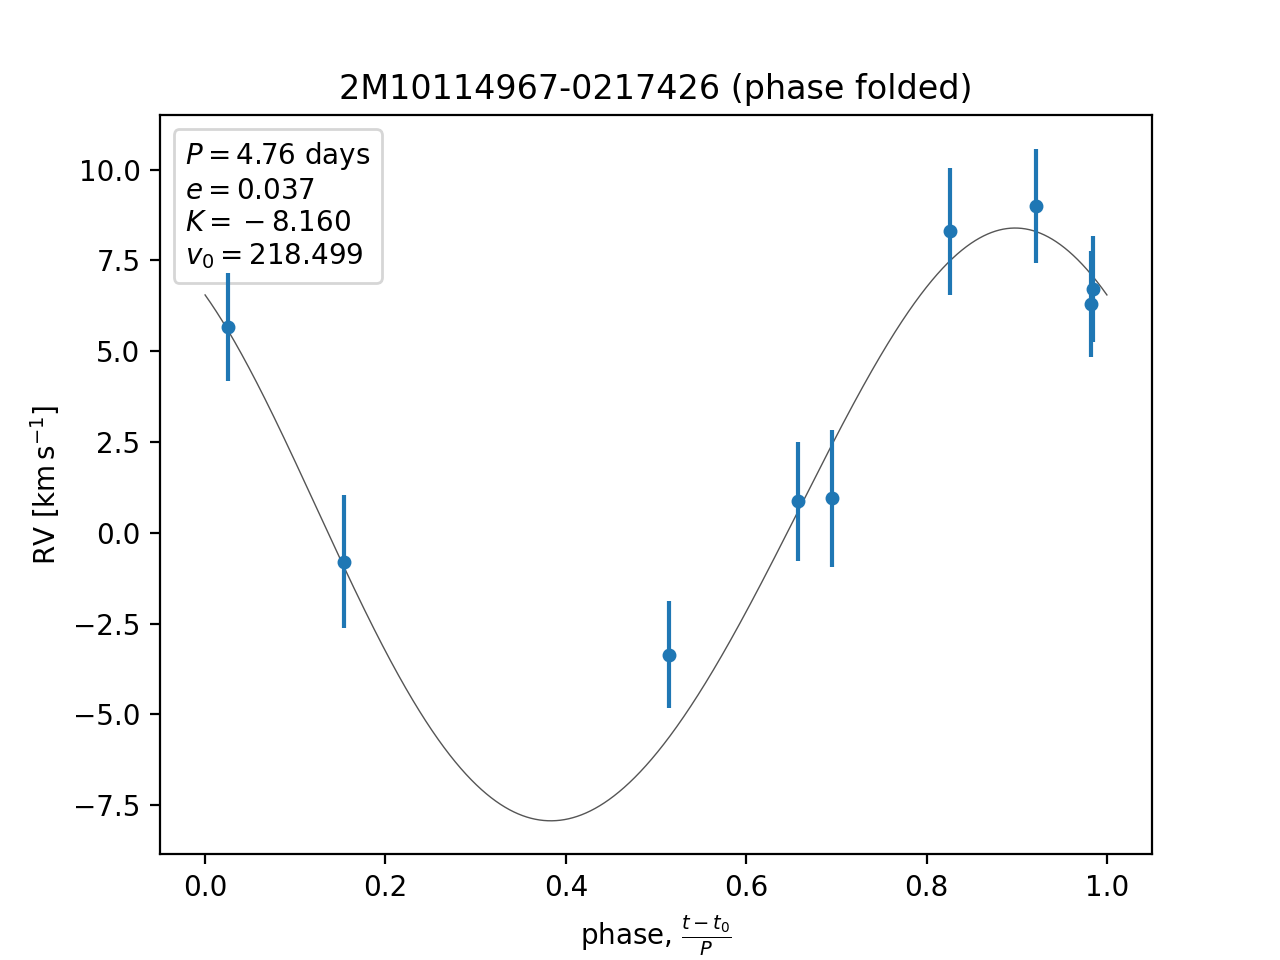 2M10114967-0217426 (phase folded)
P = 4.76 days
e = 0.037
K = −8.160
v₀ = 218.499
10.0
7.5
5.0
2.5
0.0
−2.5
−5.0
−7.5
RV [km s⁻¹]
0.0 0.2 0.4 0.6 0.8 1.0
phase, (t − t₀)/P